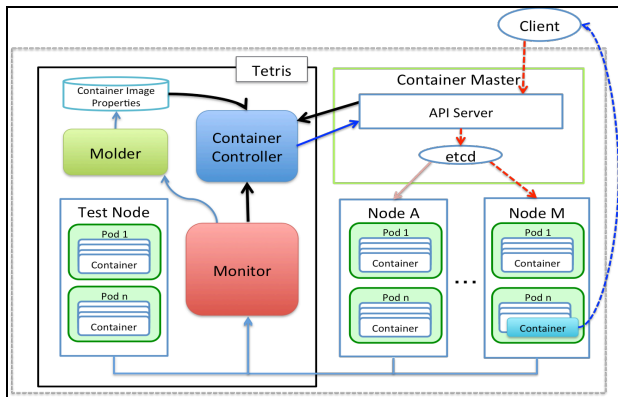 Client
Tetris
Container Image
Properties
Container Master
API Server
Container
Controller
Molder
etcd
Test Node
Pod 1
Container
Pod n
Container
Monitor
Node A
Pod 1
Container
Pod n
Container
...
Node M
Pod 1
Container
Pod n
Container